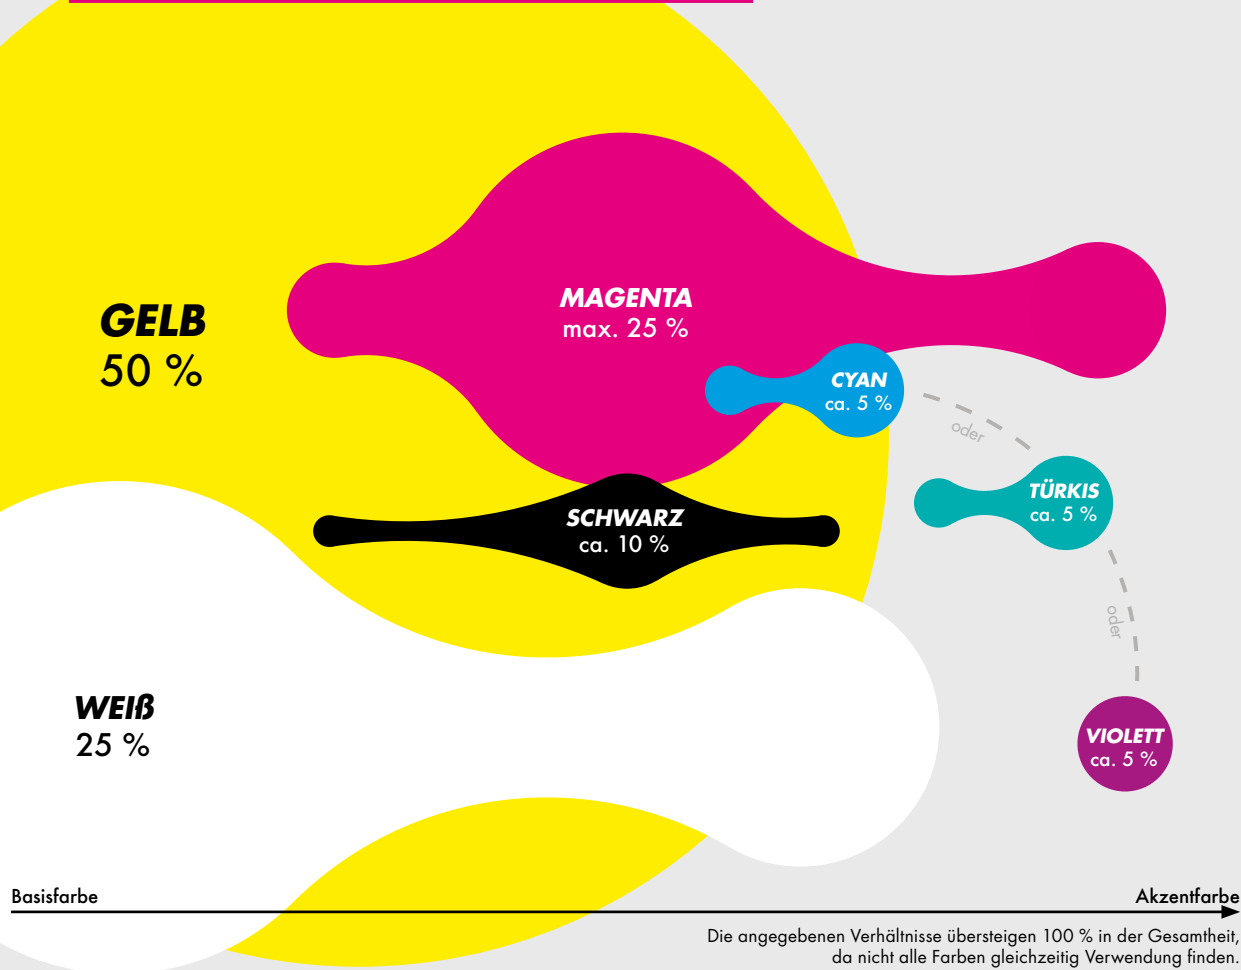 GELB
50 %
MAGENTA
max. 25 %
CYAN
ca. 5 %
oder
TÜRKIS
ca. 5 %
SCHWARZ
ca. 10 %
oder
WEIß
25 %
VIOLETT
ca. 5 %
Basisfarbe
Akzentfarbe
Die angegebenen Verhältnisse übersteigen 100 % in der Gesamtheit,
da nicht alle Farben gleichzeitig Verwendung finden.